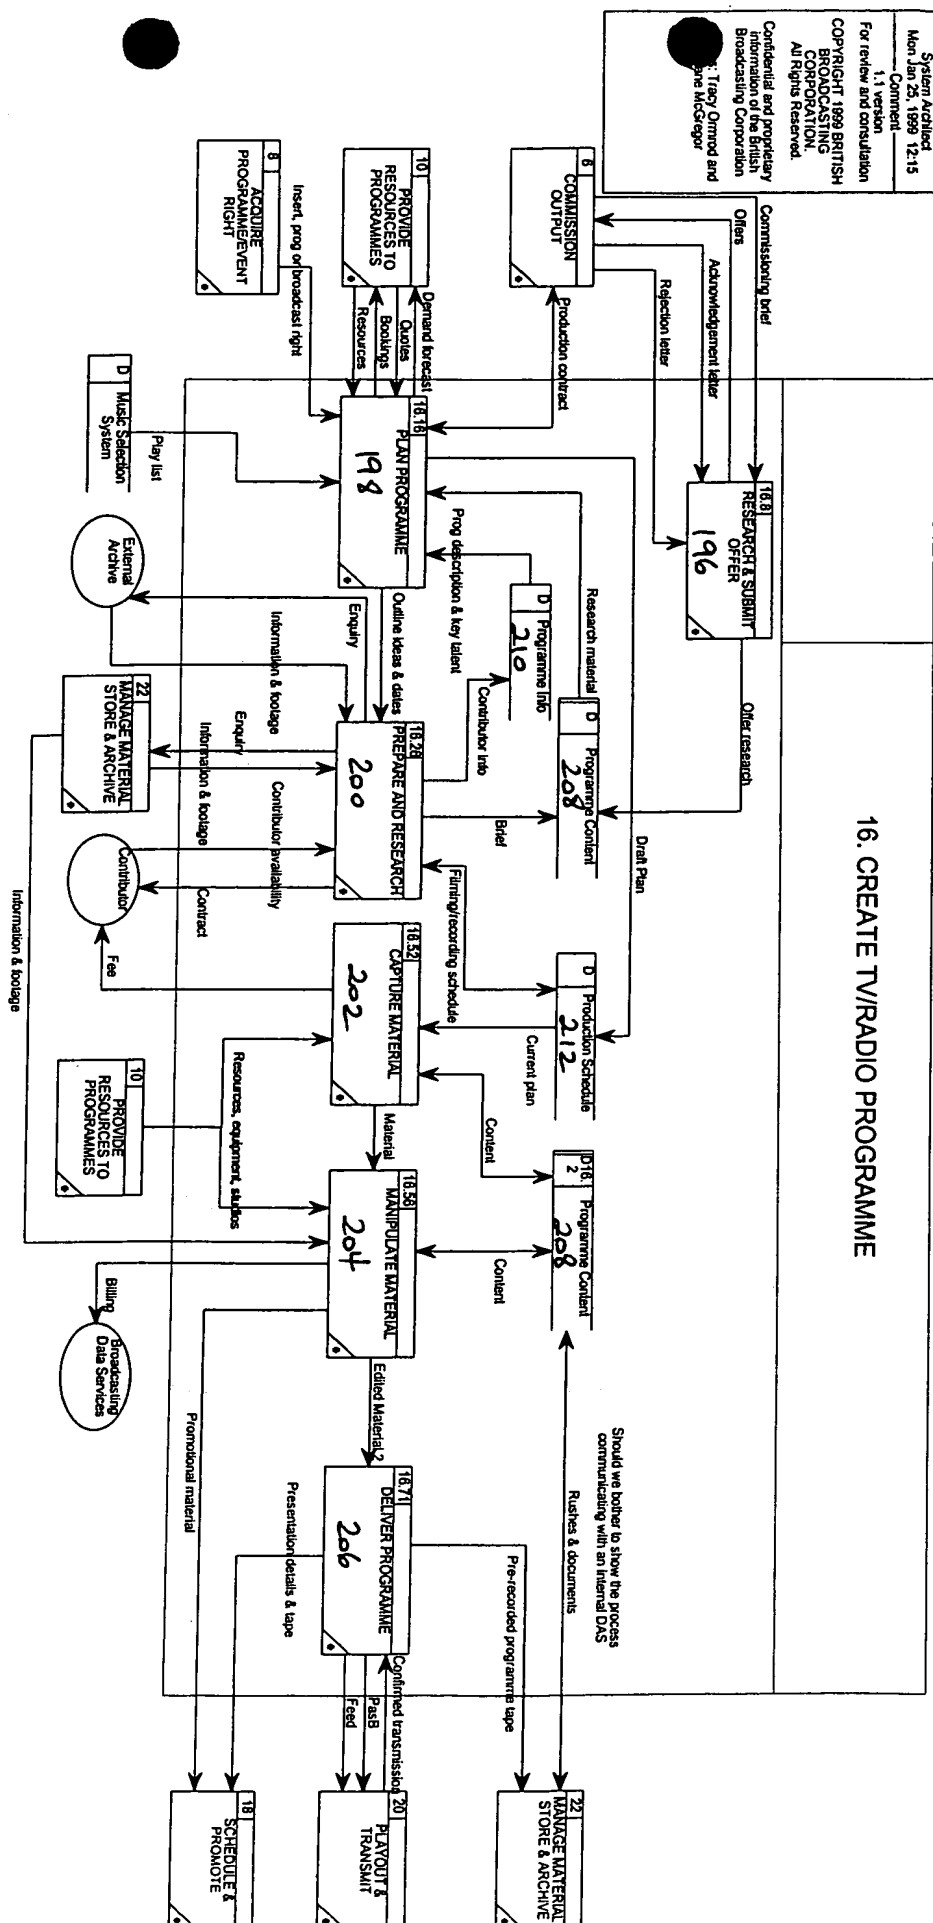 System Architect
Mon Jan 25, 1999 12:15
Comment
1.1 version
For review and consultation
COPYRIGHT 1999 BRITISH
BROADCASTING
CORPORATION.
All Rights Reserved.
Confidential and proprietary
information of the British
Broadcasting Corporation
: Tracy Ormrod and
ane McGregor
16. CREATE TV/RADIO PROGRAMME
Commissioning brief
Offers
Acknowledgement letter
Rejection letter
6
COMMISSION
OUTPUT
Production contract
16.8
RESEARCH & SUBMIT
OFFER
196
Offer research
10
PROVIDE
RESOURCES TO
PROGRAMMES
Demand forecast
Quotes
Bookings
Resources
8
ACQUIRE
PROGRAMME/EVENT
RIGHT
Insert, prog or
broadcast right
D
Music Selection
System
Play list
16.16
PLAN PROGRAMME
198
Draft Plan
Research material
Prog description & key talent
Outline ideas & dates
D
Programme Info
210
D
Programme Content
208
Contributor info
Brief
External
Archive
Enquiry
Information & footage
22
MANAGE MATERIAL
STORE & ARCHIVE
Enquiry
Information & footage
Information & footage
16.26
PREPARE AND RESEARCH
200
Contributor availability
Contract
Contributor
Fee
Filming/recording schedule
D
Production Schedule
212
Current plan
16.52
CAPTURE MATERIAL
202
Content
Material
10
PROVIDE
RESOURCES TO
PROGRAMMES
Resources, equipment, studios
D16.
2
Programme Content
208
Content
16.56
MANIPULATE MATERIAL
204
Billing
Broadcasting
Data Services
Promotional material
Edited Material2
Should we bother to show the process
communicating with an internal DAS
Rushes & documents
16.71
DELIVER PROGRAMME
206
Pre-recorded programme tape
Presentation details & tape
Confirmed transmission
PasB
Feed
22
MANAGE MATERIAL
STORE & ARCHIVE
20
PLAYOUT &
TRANSMIT
18
SCHEDULE &
PROMOTE